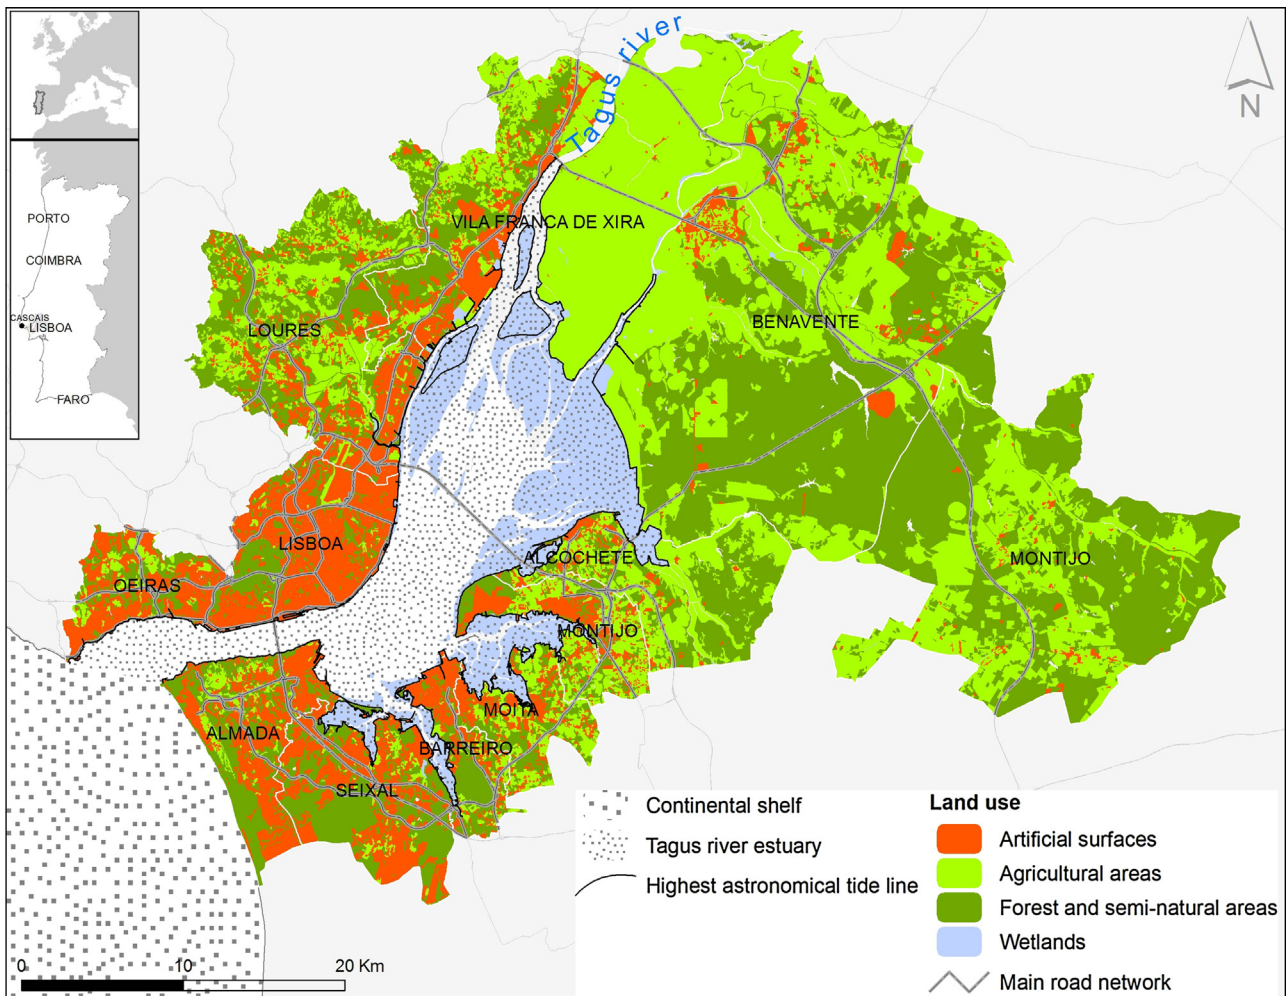 Tagus river
N
PORTO
COIMBRA
CASCAIS
LISBOA
FARO
VILA FRANCA DE XIRA
LOURES
BENAVENTE
LISBOA
ALCOCHETE
MONTIJO
OEIRAS
MONTIJO
MOITA
ALMADA
BARREIRO
SEIXAL
Continental shelf
Tagus river estuary
Highest astronomical tide line
Land use
Artificial surfaces
Agricultural areas
Forest and semi-natural areas
Wetlands
Main road network
0 10 20 Km